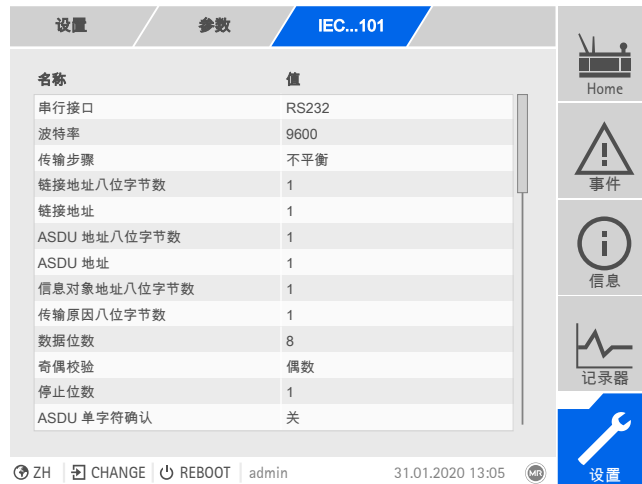 设置 参数 IEC...101
名称 值
串行接口 RS232
波特率 9600
传输步骤 不平衡
链接地址八位字节数 1
链接地址 1
ASDU 地址八位字节数 1
ASDU 地址 1
信息对象地址八位字节数 1
传输原因八位字节数 1
数据位数 8
奇偶校验 偶数
停止位数 1
ASDU 单字符确认 关
Home
事件
信息
记录器
设置
ZH CHANGE REBOOT admin 31.01.2020 13:05 MR